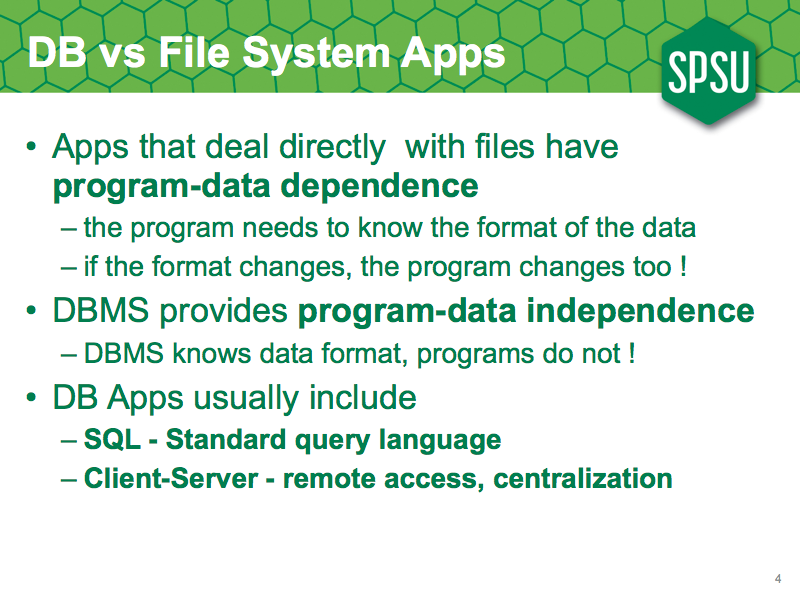 DB vs File System Apps
SPSU
• Apps that deal directly  with files have
program-data dependence
– the program needs to know the format of the data
– if the format changes, the program changes too !
• DBMS provides program-data independence
– DBMS knows data format, programs do not !
• DB Apps usually include
– SQL - Standard query language
– Client-Server - remote access, centralization
4